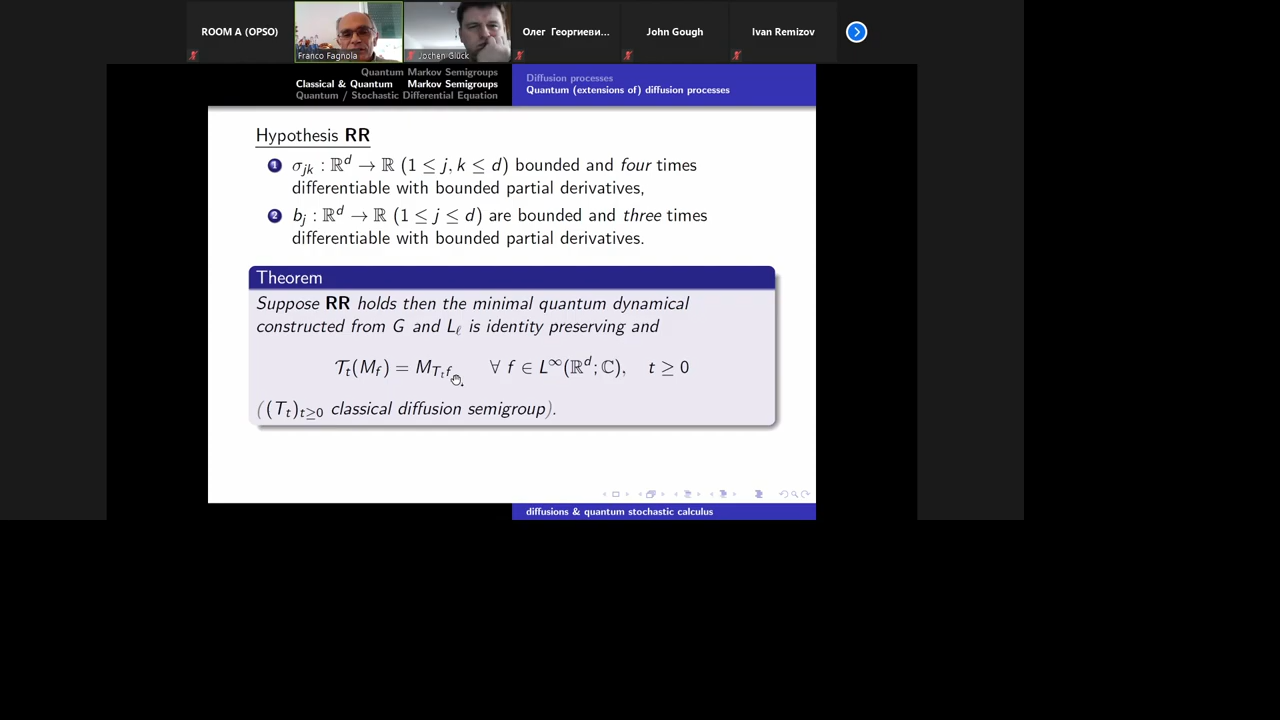 ROOM A (OPSO)
Franco Fagnola
Jochen Glück
Олег Георгиеви...
John Gough
Ivan Remizov
Quantum Markov Semigroups
Classical & Quantum Markov Semigroups
Quantum / Stochastic Differential Equation
Diffusion processes
Quantum (extensions of) diffusion processes
Hypothesis RR
1 σ_{jk} : ℝ^d → ℝ (1 ≤ j, k ≤ d) bounded and four times
differentiable with bounded partial derivatives,
2 b_j : ℝ^d → ℝ (1 ≤ j ≤ d) are bounded and three times
differentiable with bounded partial derivatives.
Theorem
Suppose RR holds then the minimal quantum dynamical
constructed from G and L_ℓ is identity preserving and
𝒯_t(M_f) = M_{T_t f} ∀ f ∈ L^∞(ℝ^d; ℂ), t ≥ 0
((T_t)_{t≥0} classical diffusion semigroup).
diffusions & quantum stochastic calculus